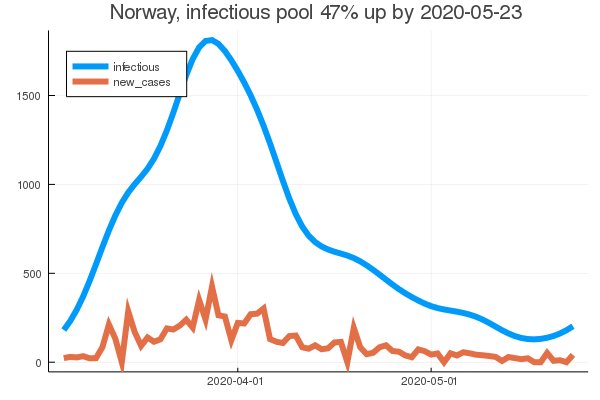 Norway, infectious pool 47% up by 2020-05-23
infectious
new_cases
1500
1000
500
0
2020-04-01
2020-05-01